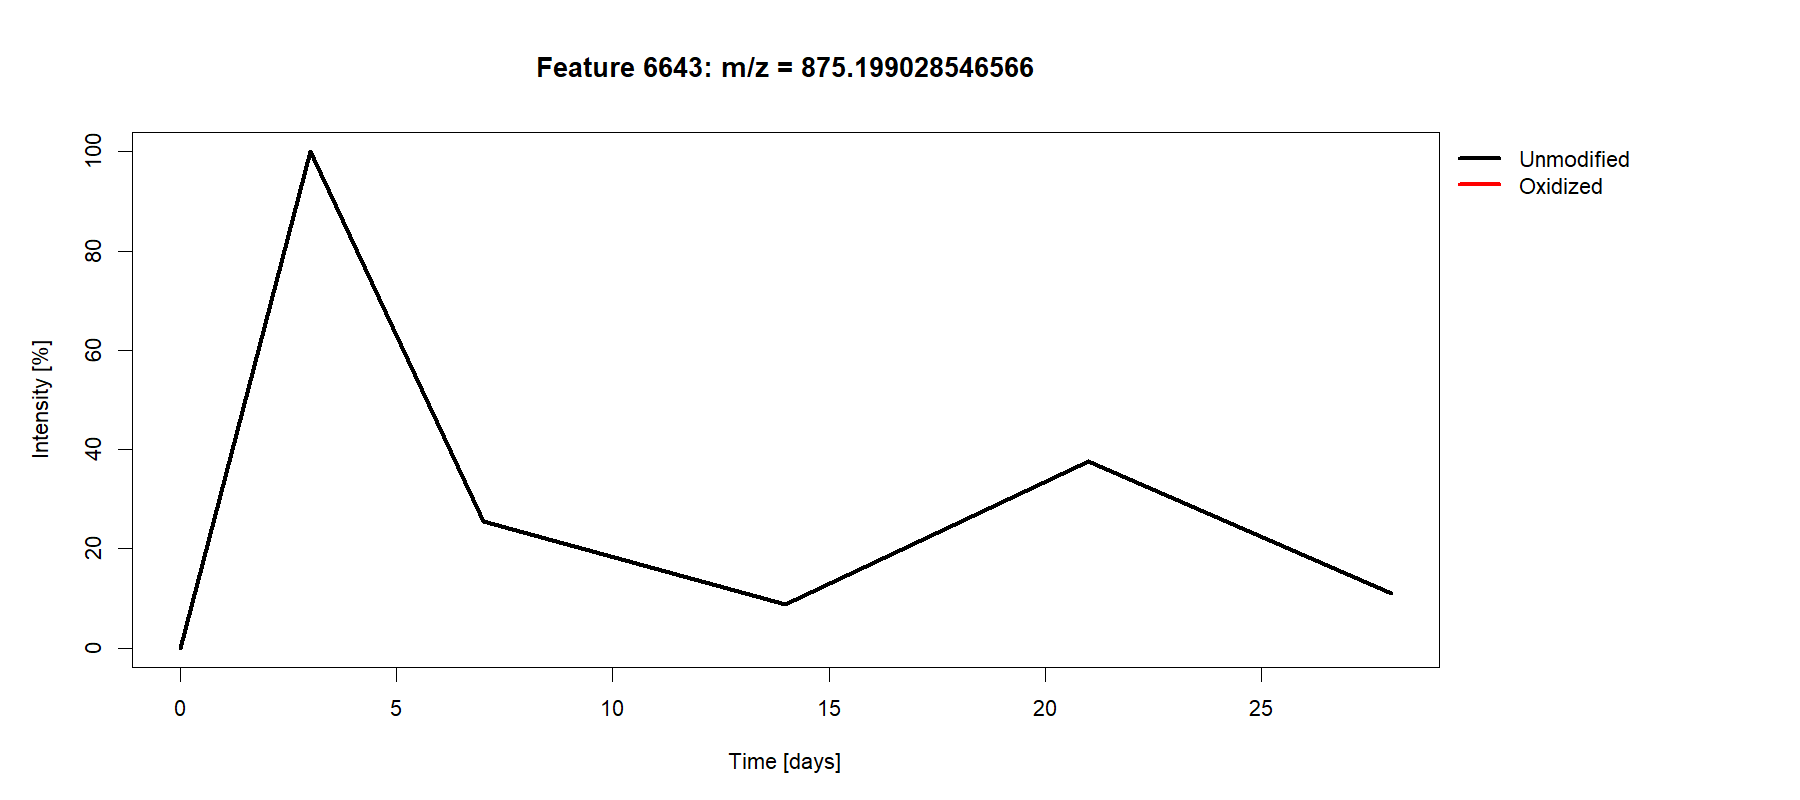 Feature 6643: m/z = 875.199028546566
Unmodified
Oxidized
Intensity [%]
100
80
60
40
20
0
0 5 10 15 20 25
Time [days]